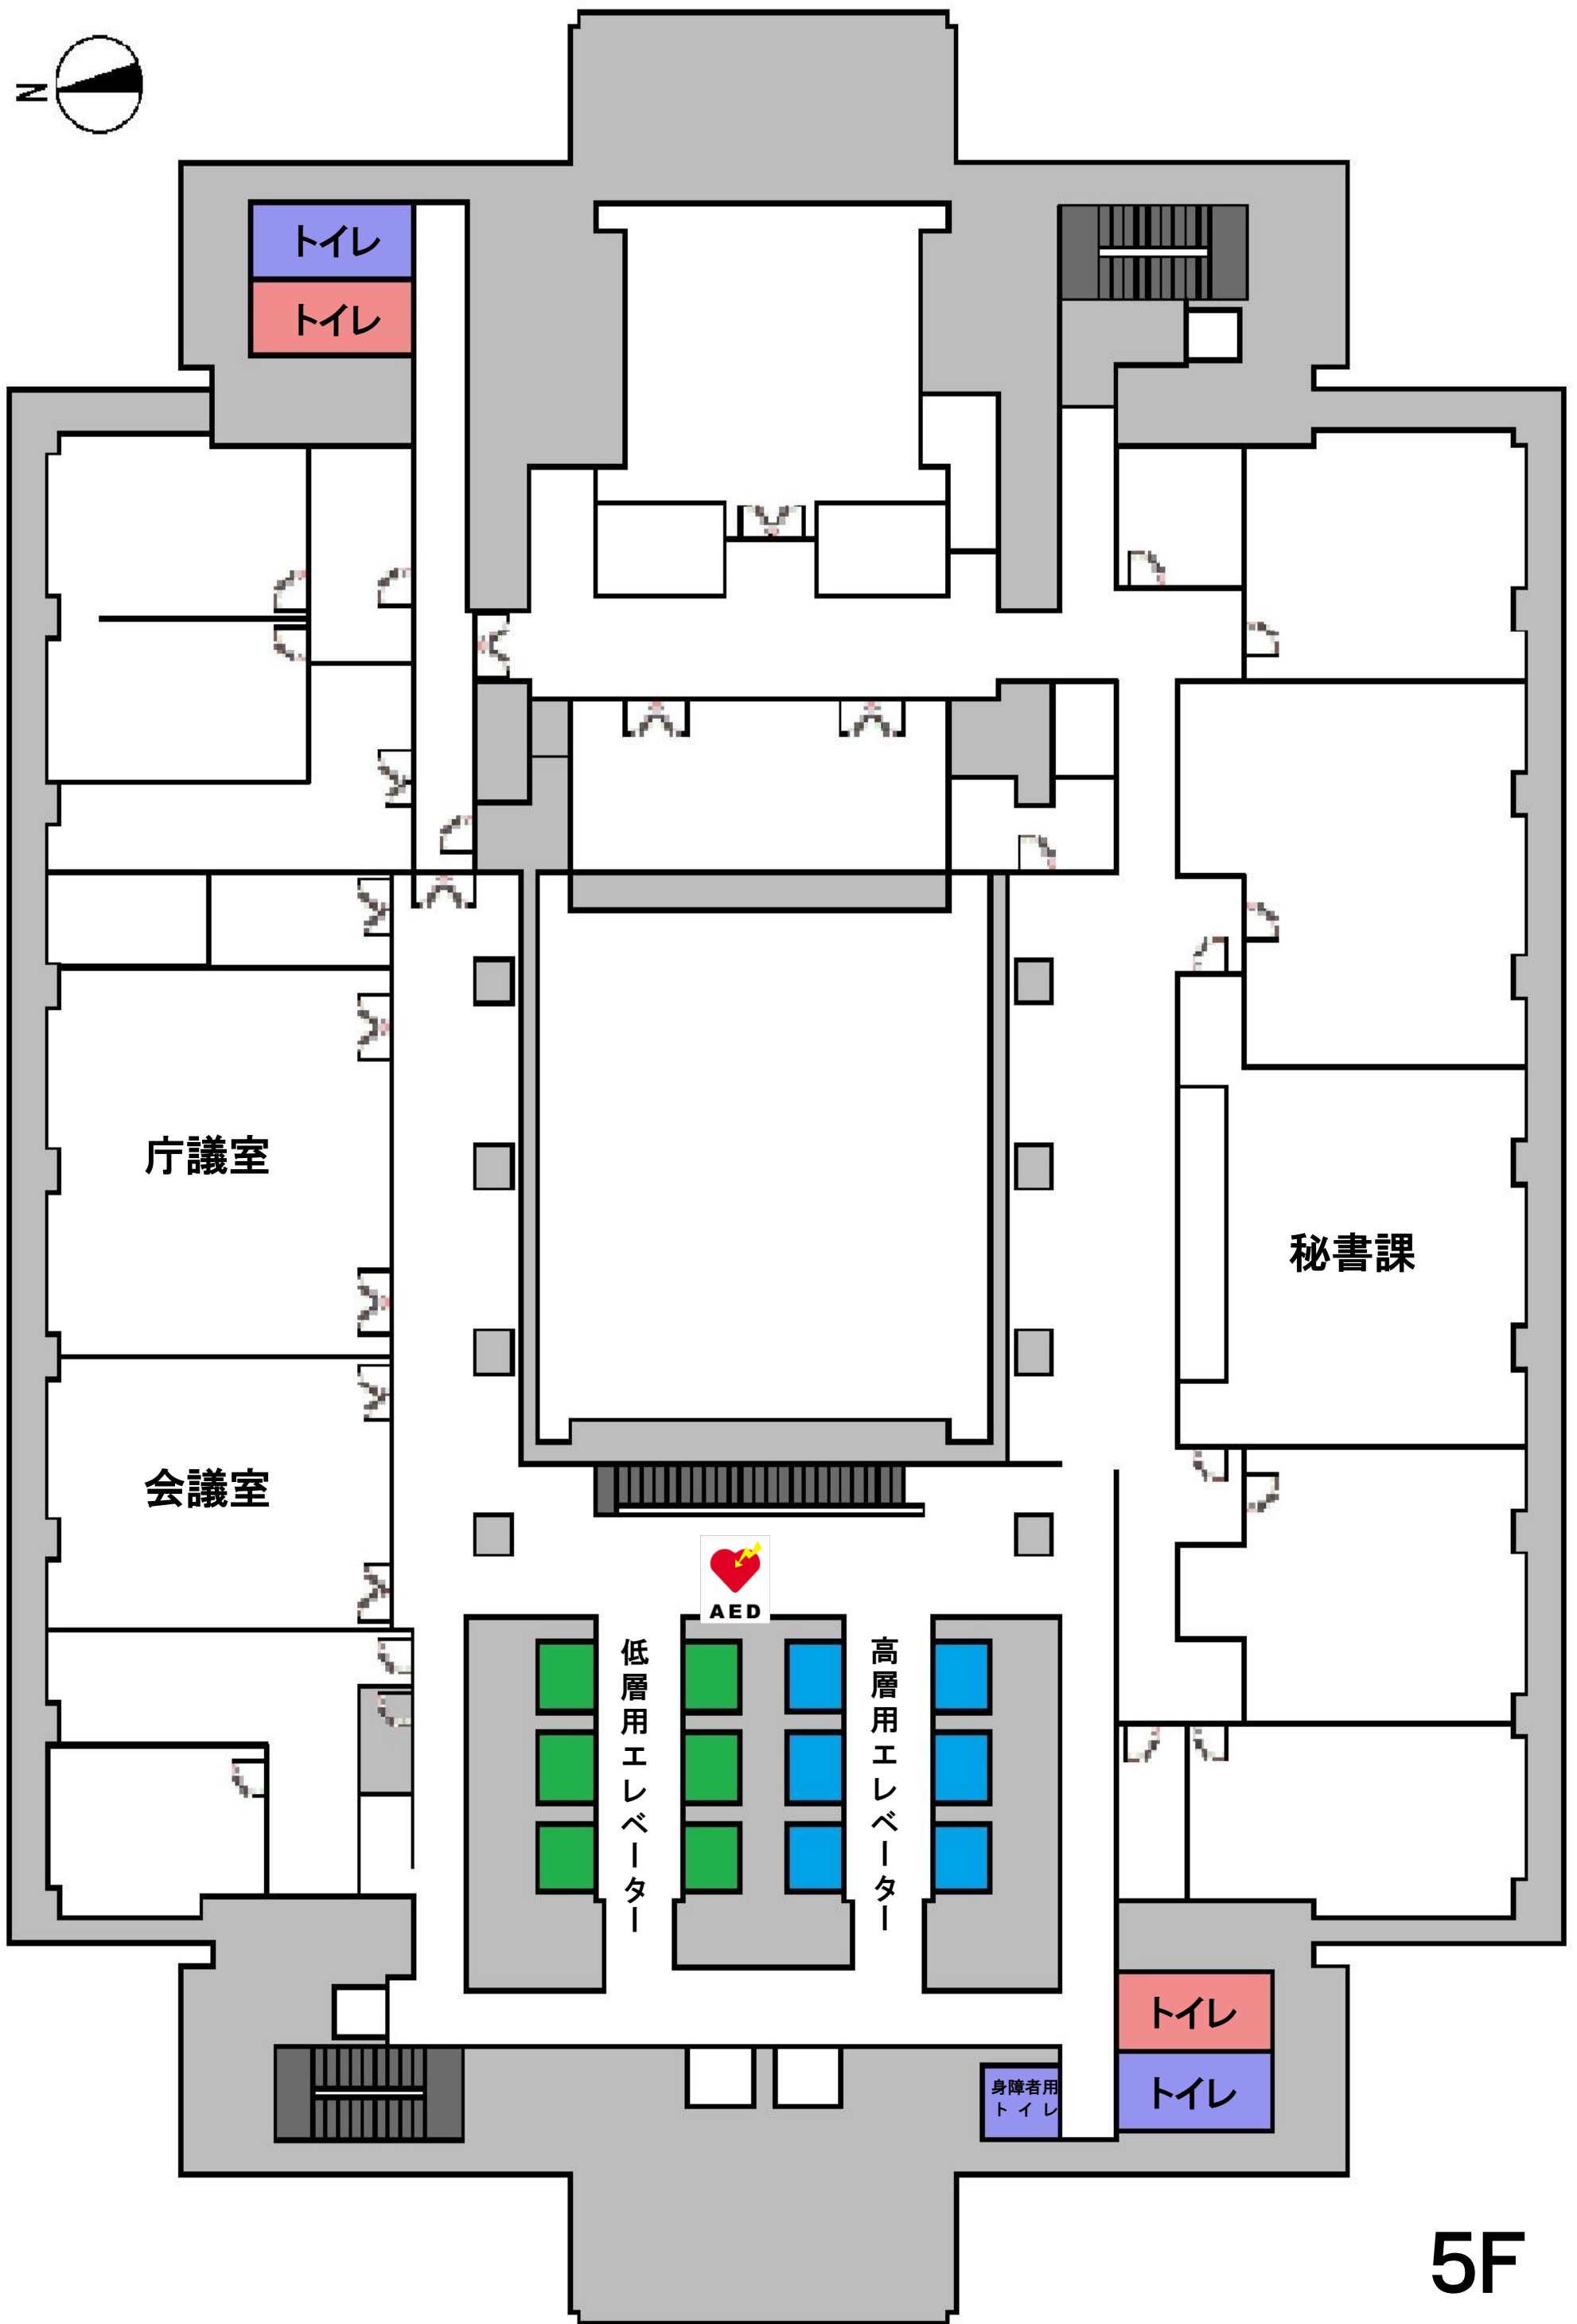 N
トイレ
トイレ
庁議室
秘書課
会議室
AED
低層用エレベーター
高層用エレベーター
トイレ
トイレ
身障者用
トイレ
5F